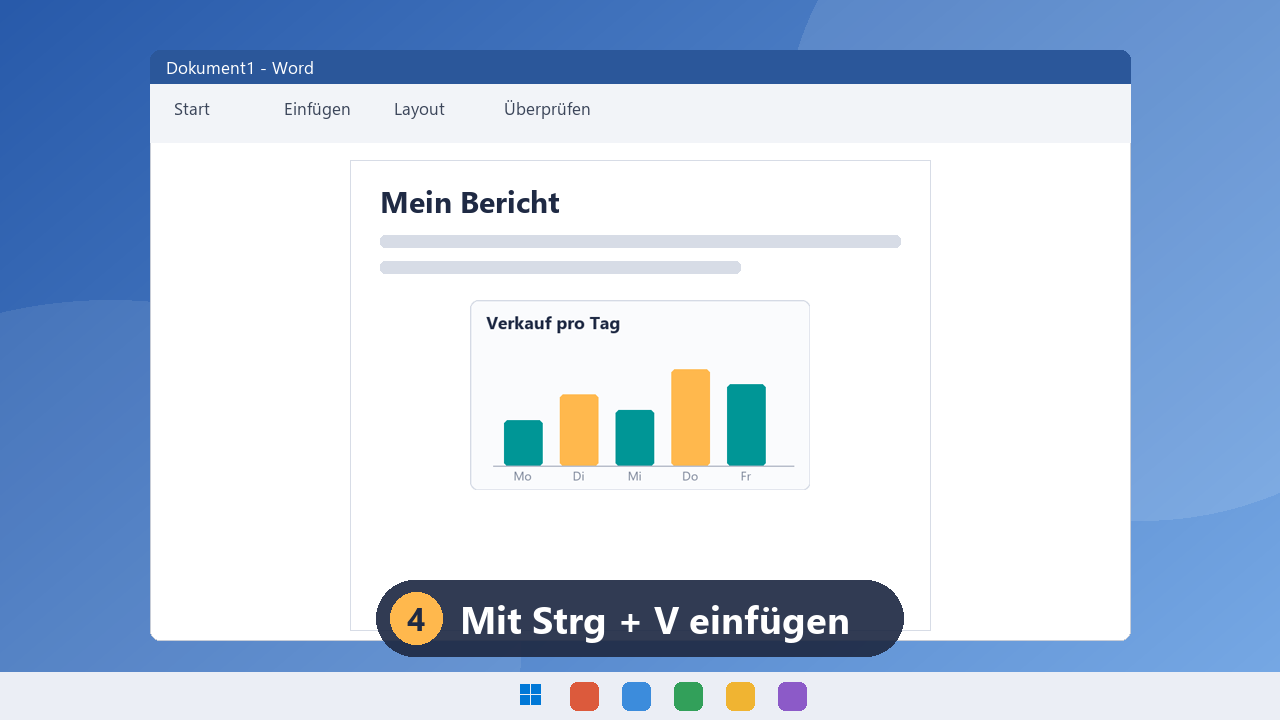 Dokument1 - Word
Start Einfügen Layout Überprüfen
Mein Bericht
Verkauf pro Tag
Mo Di Mi Do Fr
4 Mit Strg + V einfügen